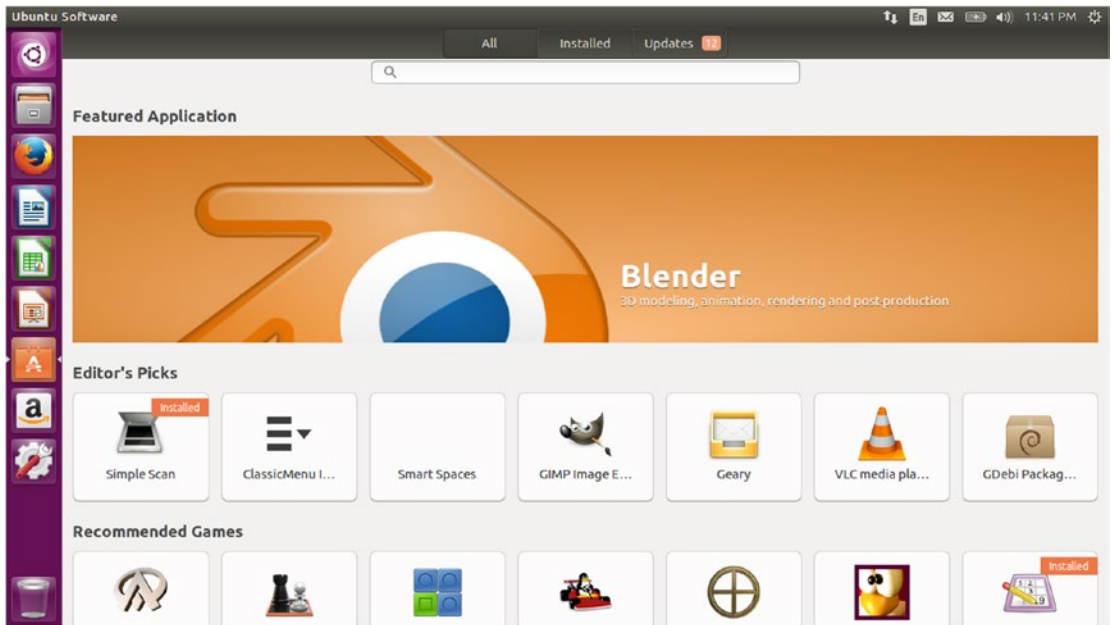 Ubuntu Software
En
11:41 PM
All
Installed
Updates 12
Featured Application
Blender
3D modeling, animation, rendering and post-production
Editor's Picks
Installed
Simple Scan
ClassicMenu I...
Smart Spaces
GIMP Image E...
Geary
VLC media pla...
GDebi Packag...
Recommended Games
Installed